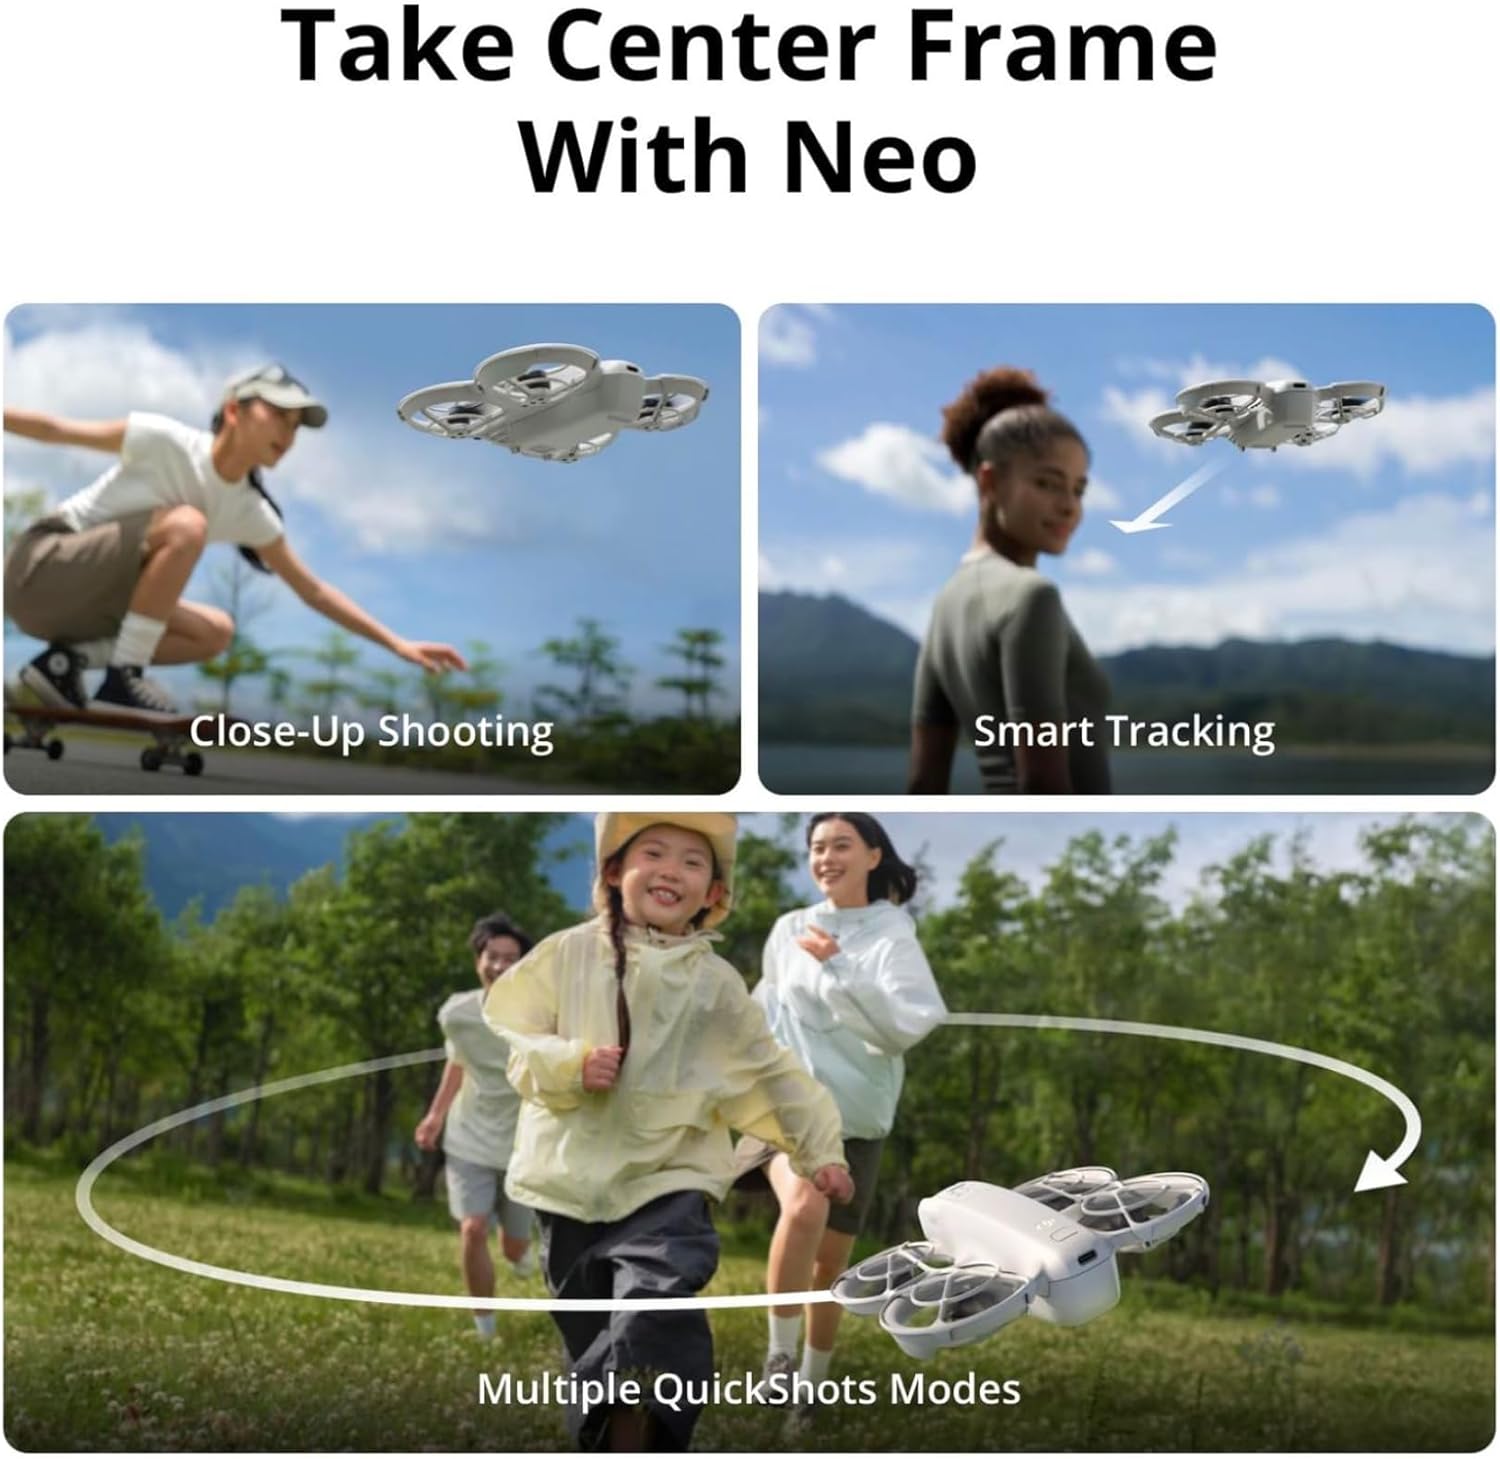 Take Center Frame
With Neo
Close-Up Shooting
Smart Tracking
Multiple QuickShots Modes